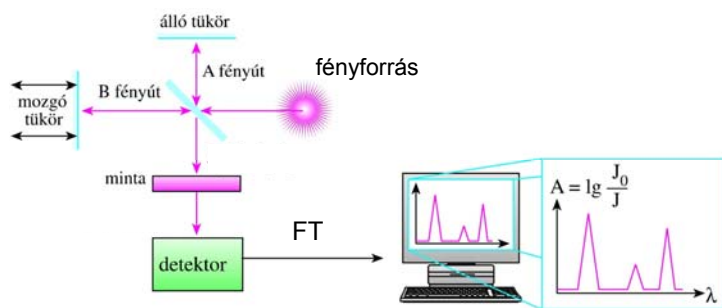 álló tükör
A fényút
fényforrás
B fényút
mozgó
tükör
minta
detektor
FT
A = lg J₀/J
λ